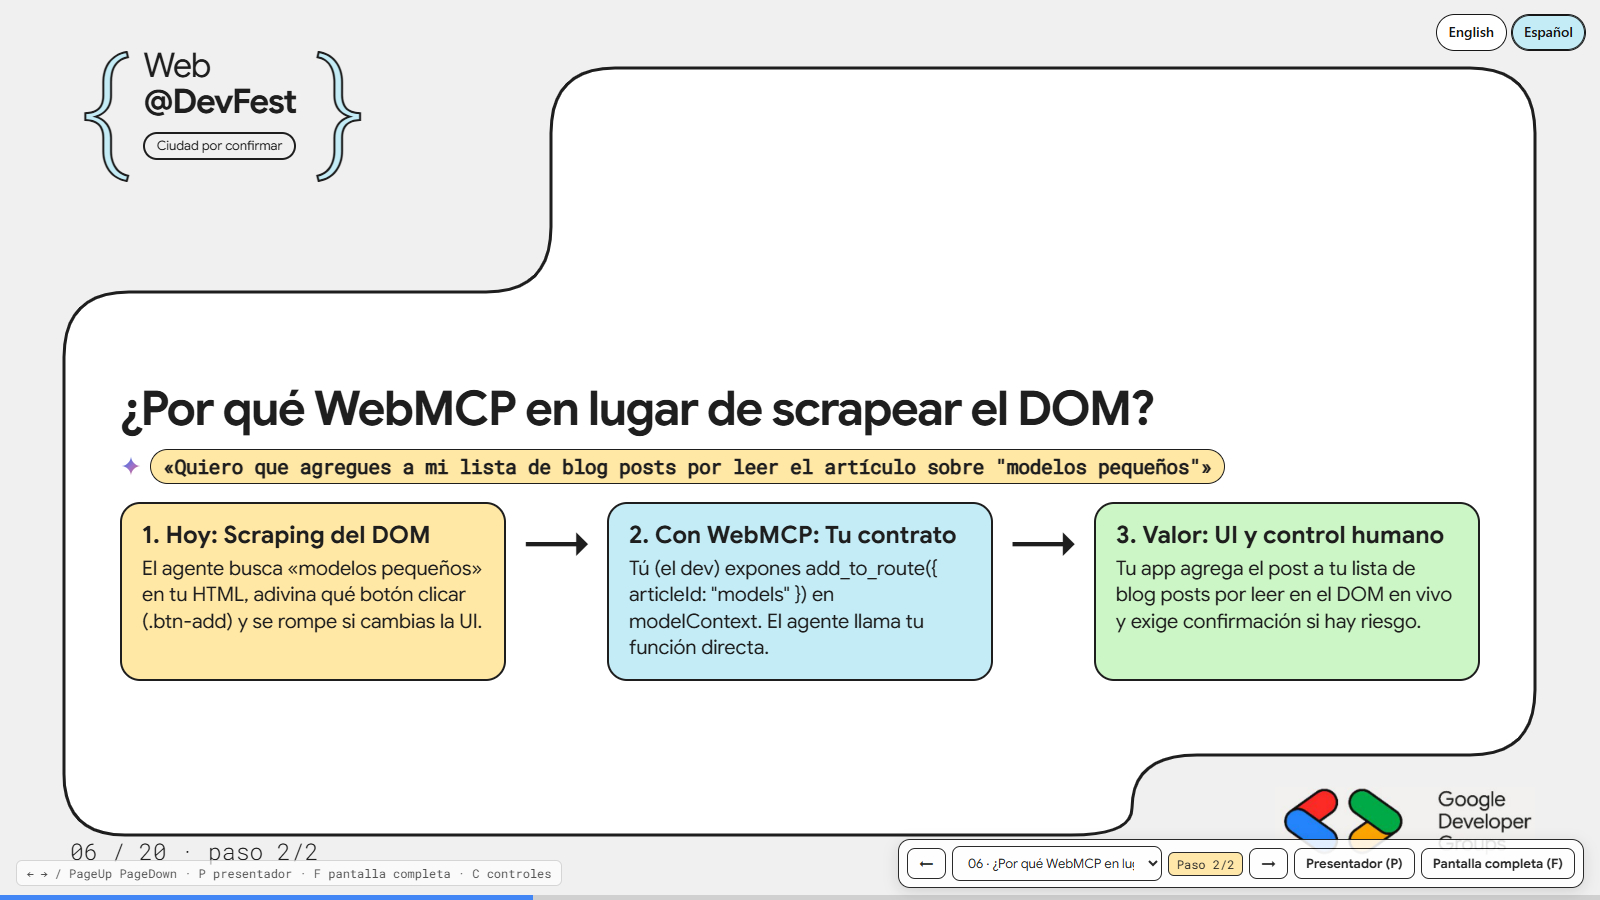 English
Español
Web
@DevFest
Ciudad por confirmar
¿Por qué WebMCP en lugar de scrapear el DOM?
«Quiero que agregues a mi lista de blog posts por leer el artículo sobre "modelos pequeños"»
1. Hoy: Scraping del DOM
El agente busca «modelos pequeños»
en tu HTML, adivina qué botón clicar
(.btn-add) y se rompe si cambias la UI.
2. Con WebMCP: Tu contrato
Tú (el dev) expones add_to_route({
articleId: "models" }) en
modelContext. El agente llama tu
función directa.
3. Valor: UI y control humano
Tu app agrega el post a tu lista de
blog posts por leer en el DOM en vivo
y exige confirmación si hay riesgo.
Google
Developer
Groups
06 / 20 · paso 2/2
← → / PageUp PageDown · P presentador · F pantalla completa · C controles
←
06 · ¿Por qué WebMCP en lug
Paso 2/2
→
Presentador (P)
Pantalla completa (F)